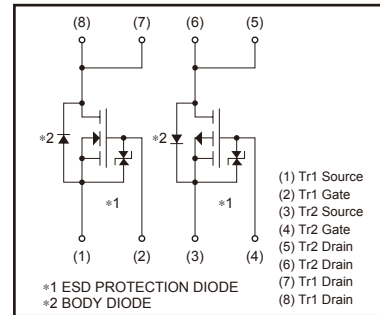 (8) (7) (6) (5)
∗2 ∗2
∗1 ∗1
(1) (2) (3) (4)
(1) Tr1 Source
(2) Tr1 Gate
(3) Tr2 Source
(4) Tr2 Gate
(5) Tr2 Drain
(6) Tr2 Drain
(7) Tr1 Drain
(8) Tr1 Drain
∗1 ESD PROTECTION DIODE
∗2 BODY DIODE